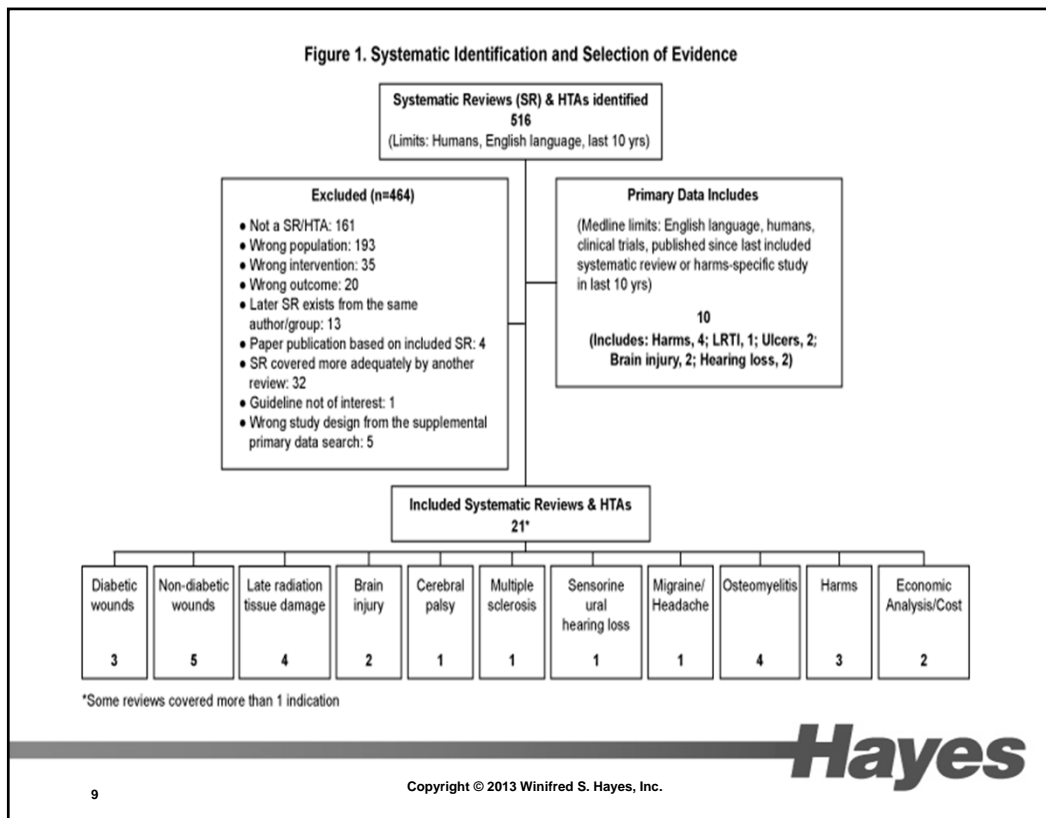 Figure 1. Systematic Identification and Selection of Evidence
Systematic Reviews (SR) & HTAs identified
516
(Limits: Humans, English language, last 10 yrs)
Excluded (n=464)
• Not a SR/HTA: 161
• Wrong population: 193
• Wrong intervention: 35
• Wrong outcome: 20
• Later SR exists from the same
author/group: 13
• Paper publication based on included SR: 4
• SR covered more adequately by another
review: 32
• Guideline not of interest: 1
• Wrong study design from the supplemental
primary data search: 5
Primary Data Includes
(Medline limits: English language, humans,
clinical trials, published since last included
systematic review or harms-specific study
in last 10 yrs)
10
(Includes: Harms, 4; LRTI, 1; Ulcers, 2;
Brain injury, 2; Hearing loss, 2)
Included Systematic Reviews & HTAs
21*
Diabetic
wounds
3
Non-diabetic
wounds
5
Late radiation
tissue damage
4
Brain
injury
2
Cerebral
palsy
1
Multiple
sclerosis
1
Sensorine
ural
hearing loss
1
Migraine/
Headache
1
Osteomyelitis
4
Harms
3
Economic
Analysis/Cost
2
*Some reviews covered more than 1 indication
Hayes
9
Copyright © 2013 Winifred S. Hayes, Inc.